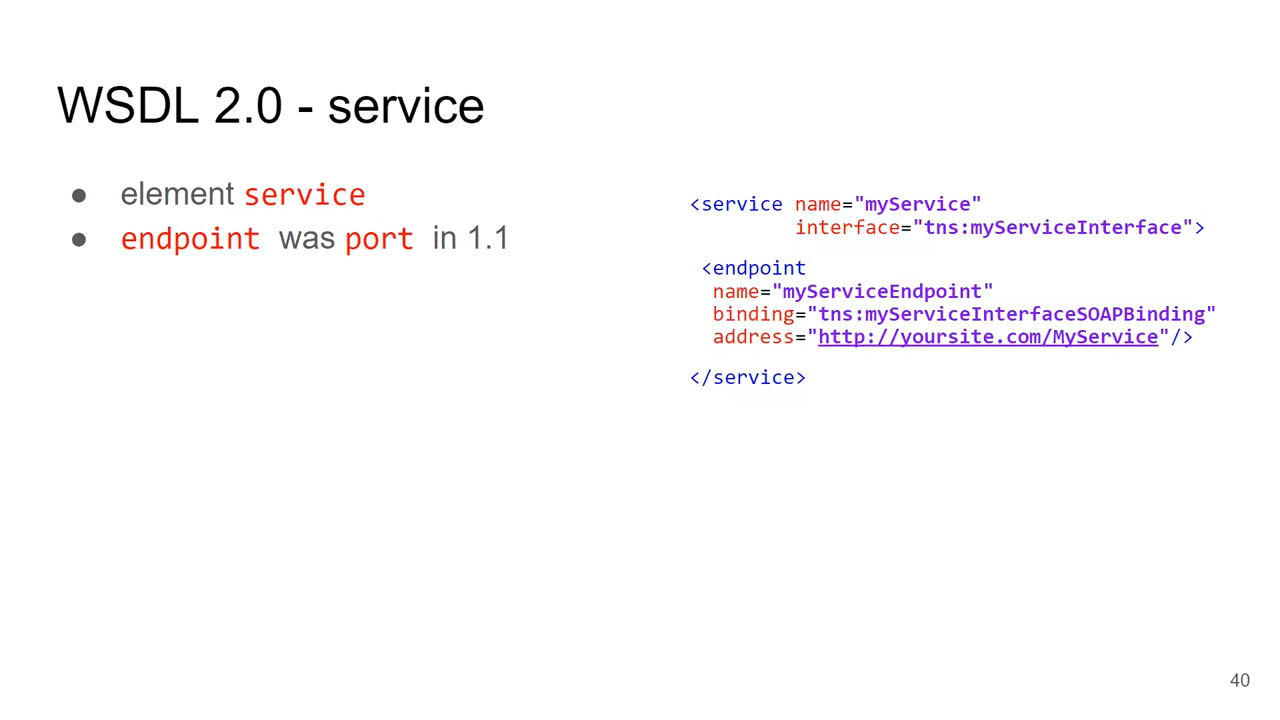 WSDL 2.0 - service
● element service
● endpoint was port in 1.1
<service name="myService"
interface="tns:myServiceInterface">
<endpoint
name="myServiceEndpoint"
binding="tns:myServiceInterfaceSOAPBinding"
address="http://yoursite.com/MyService"/>
</service>
40